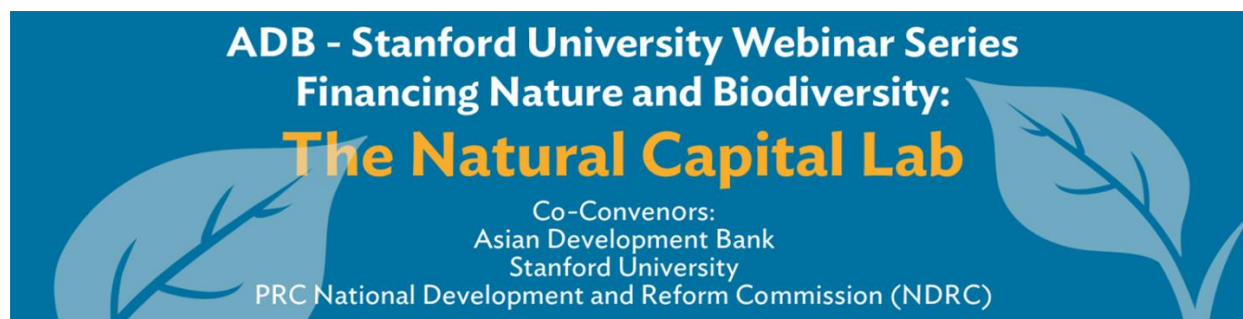 ADB - Stanford University Webinar Series
Financing Nature and Biodiversity:
The Natural Capital Lab
Co-Convenors:
Asian Development Bank
Stanford University
PRC National Development and Reform Commission (NDRC)